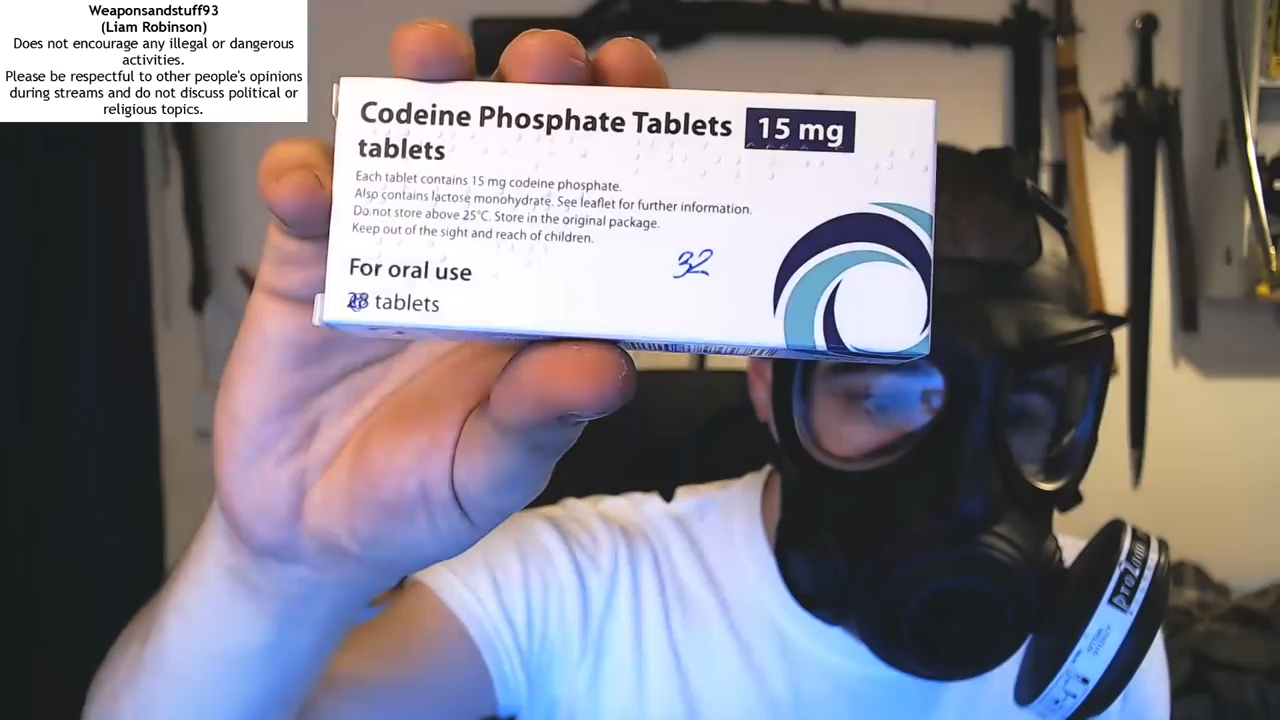 Weaponsandstuff93
(Liam Robinson)
Does not encourage any illegal or dangerous
activities.
Please be respectful to other people's opinions
during streams and do not discuss political or
religious topics.
Codeine Phosphate Tablets 15 mg
tablets
Each tablet contains 15 mg codeine phosphate.
Also contains lactose monohydrate. See leaflet for further information.
Do not store above 25°C. Store in the original package.
Keep out of the sight and reach of children.
32
For oral use
28 tablets